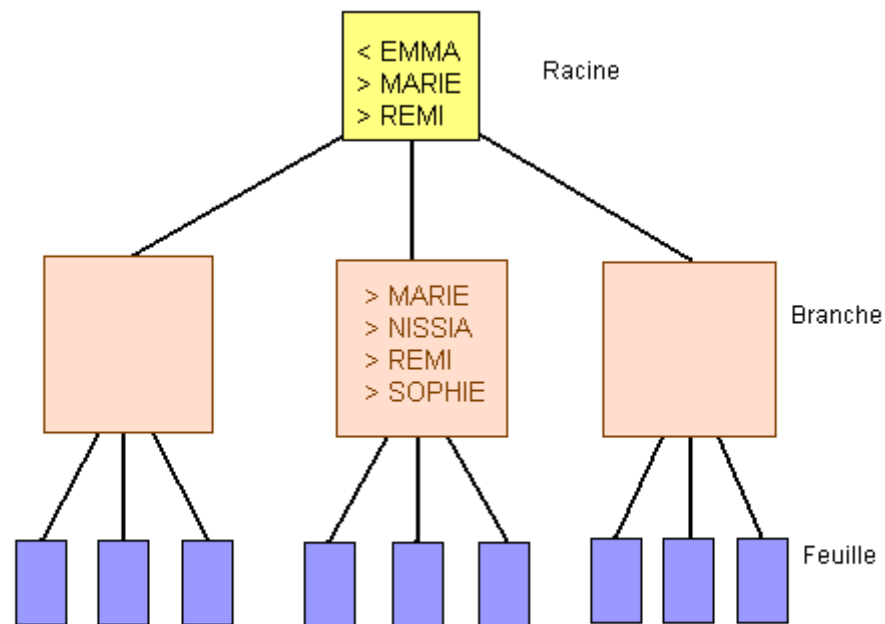 < EMMA
> MARIE
> REMI
Racine
> MARIE
> NISSIA
> REMI
> SOPHIE
Branche
Feuille